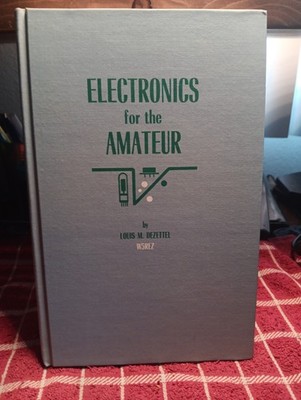 ELECTRONICS
for the
AMATEUR
by
LOUIS M. DEZETTEL
W5REZ